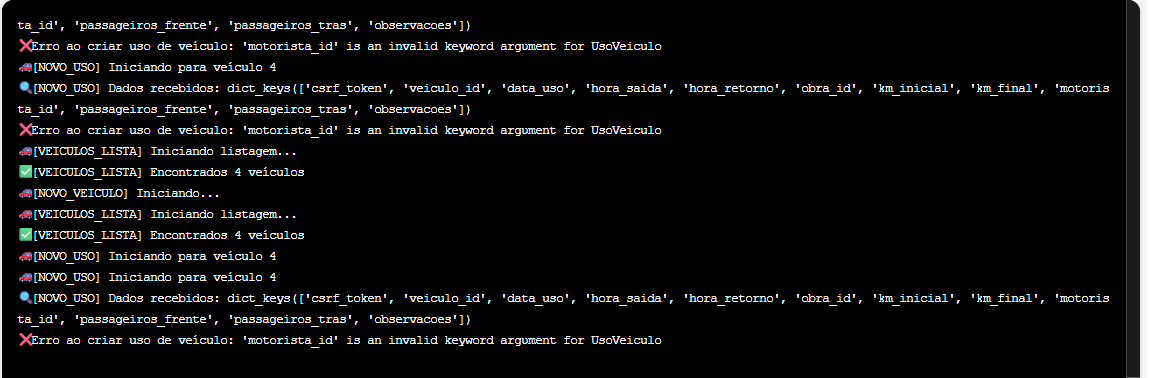 ta_id', 'passageiros_frente', 'passageiros_tras', 'observacoes'])
❌Erro ao criar uso de veículo: 'motorista_id' is an invalid keyword argument for UsoVeiculo
🚗[NOVO_USO] Iniciando para veículo 4
🔍[NOVO_USO] Dados recebidos: dict_keys(['csrf_token', 'veiculo_id', 'data_uso', 'hora_saida', 'hora_retorno', 'obra_id', 'km_inicial', 'km_final', 'motoris
ta_id', 'passageiros_frente', 'passageiros_tras', 'observacoes'])
❌Erro ao criar uso de veículo: 'motorista_id' is an invalid keyword argument for UsoVeiculo
🚗[VEICULOS_LISTA] Iniciando listagem...
✅[VEICULOS_LISTA] Encontrados 4 veículos
🚗[NOVO_VEICULO] Iniciando...
🚗[VEICULOS_LISTA] Iniciando listagem...
✅[VEICULOS_LISTA] Encontrados 4 veículos
🚗[NOVO_USO] Iniciando para veículo 4
🚗[NOVO_USO] Iniciando para veículo 4
🔍[NOVO_USO] Dados recebidos: dict_keys(['csrf_token', 'veiculo_id', 'data_uso', 'hora_saida', 'hora_retorno', 'obra_id', 'km_inicial', 'km_final', 'motoris
ta_id', 'passageiros_frente', 'passageiros_tras', 'observacoes'])
❌Erro ao criar uso de veículo: 'motorista_id' is an invalid keyword argument for UsoVeiculo